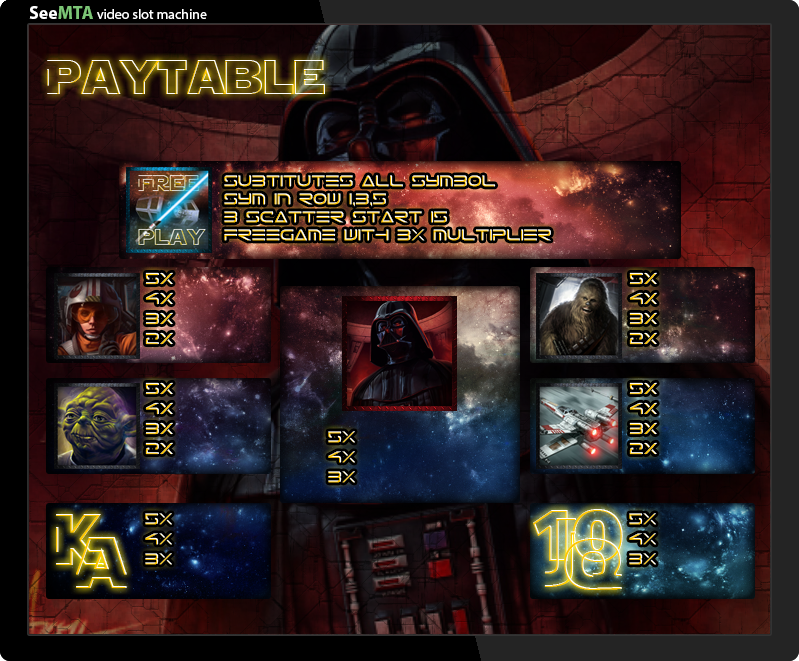 SeeMTA video slot machine
PAYTABLE
FREE
PLAY
SUBTITUTES ALL SYMBOL
SYM IN ROW 1,3,5
3 SCATTER START 15
FREEGAME WITH 3X MULTIPLIER
5X
4X
3X
2X
5X
4X
3X
5X
4X
3X
2X
5X
4X
3X
2X
5X
4X
3X
2X
K A
5X
4X
3X
10 J Q
5X
4X
3X